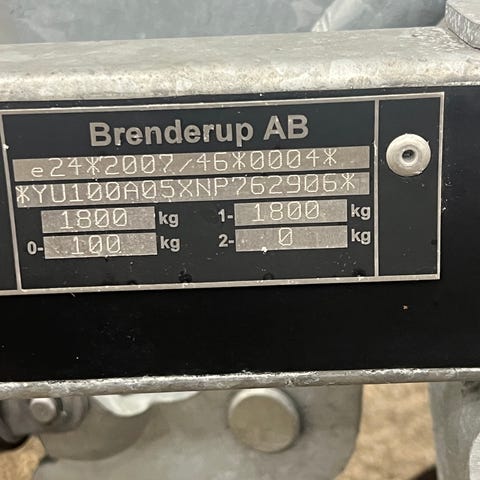 Brenderup AB
e24*2007/46*0004*
*YU100A05XNP762906*
1800 kg 1- 1800 kg
0- 100 kg 2- 0 kg